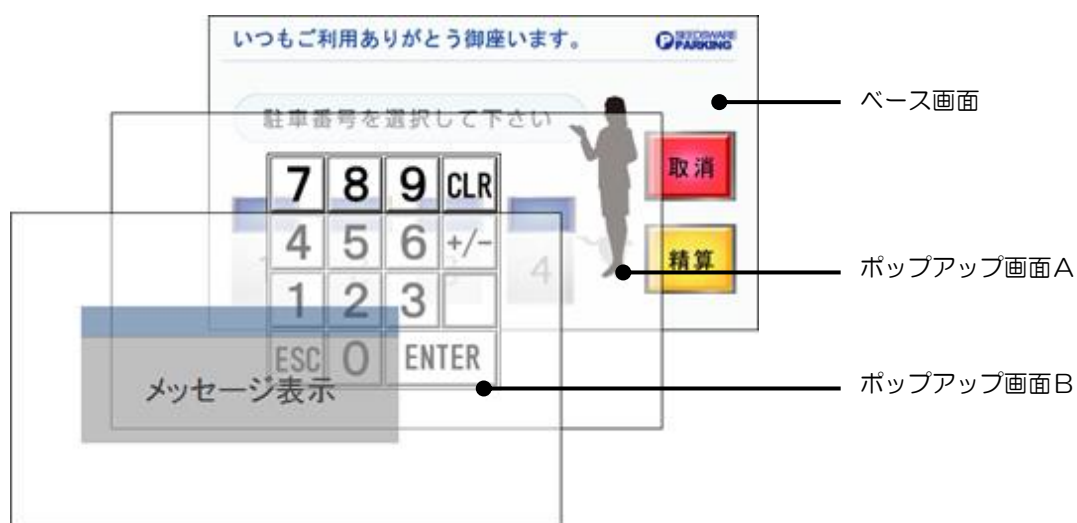 いつもご利用ありがとう御座います。
SEEDSWARE
PARKING
ベース画面
駐車番号を選択して下さい
取消
7 8 9 CLR
4 5 6 +/-
4
精算
ポップアップ画面A
1 2 3
ESC 0 ENTER
メッセージ表示
ポップアップ画面B